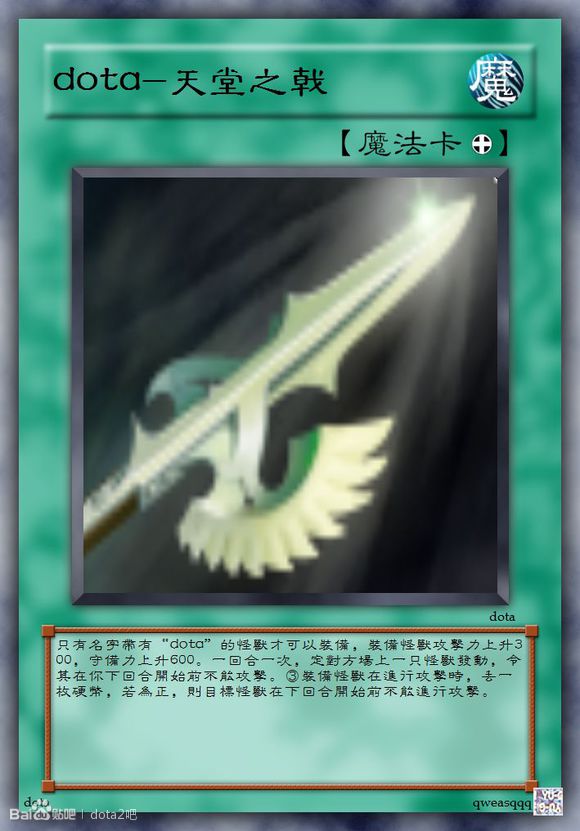 dota-天堂之戟
魔
【魔法卡】
dota
只有名字帶有“dota”的怪獸才可以裝備，裝備怪獸攻擊力上升3
00，守備力上升600。一回合一次，定對方場上一只怪獸發動，令
其在你下回合開始前不能攻擊。③裝備怪獸在進行攻擊時，丟一
枚硬幣，若為正，則目標怪獸在下回合開始前不能進行攻擊。
dota
qweasqqq
Bai貼吧 | dota2吧